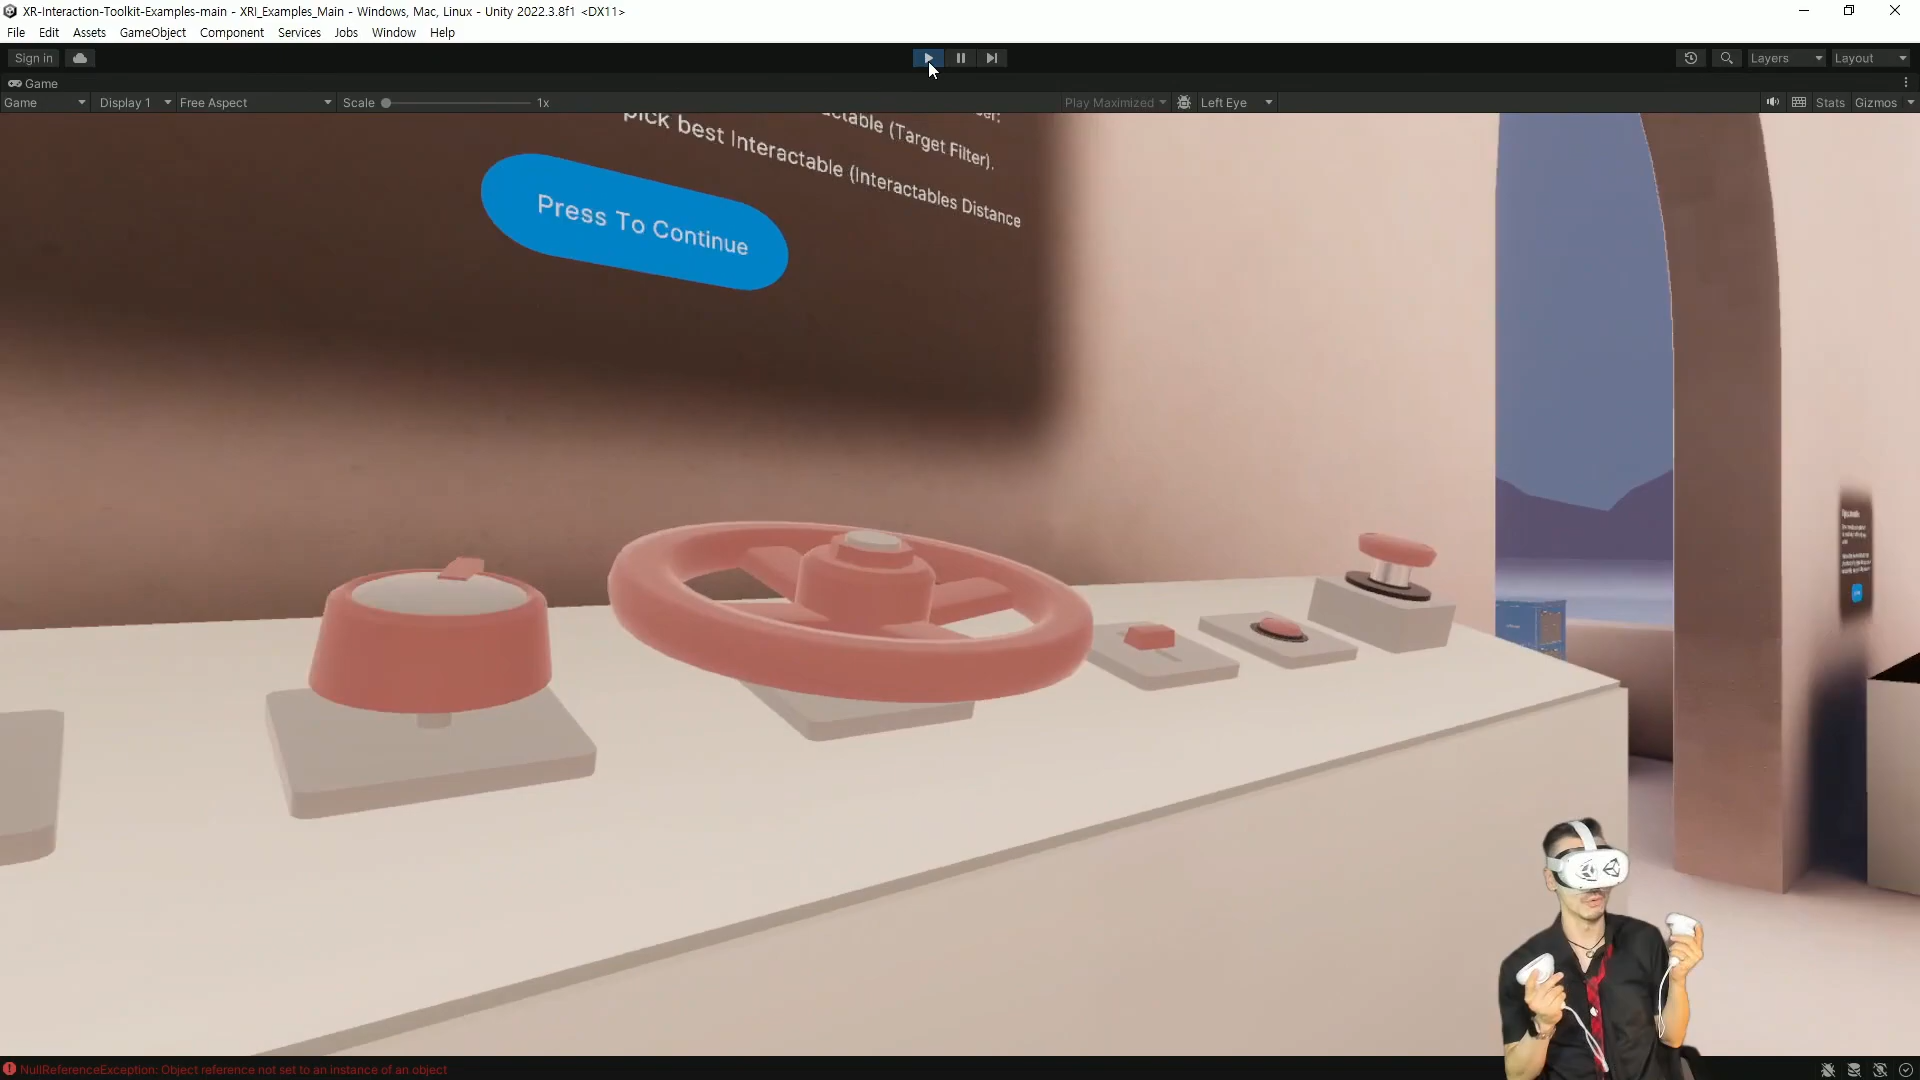 XR-Interaction-Toolkit-Examples-main - XRI_Examples_Main - Windows, Mac, Linux - Unity 2022.3.8f1 <DX11>
File Edit Assets GameObject Component Services Jobs Window Help
Sign in
Layers
Layout
Game
Game
Display 1
Free Aspect
Scale
1x
Play Maximized
Left Eye
Stats
Gizmos
(Target Filter).
pick best Interactable (Interactables Distance
Press To Continue
NullReferenceException: Object reference not set to an instance of an object